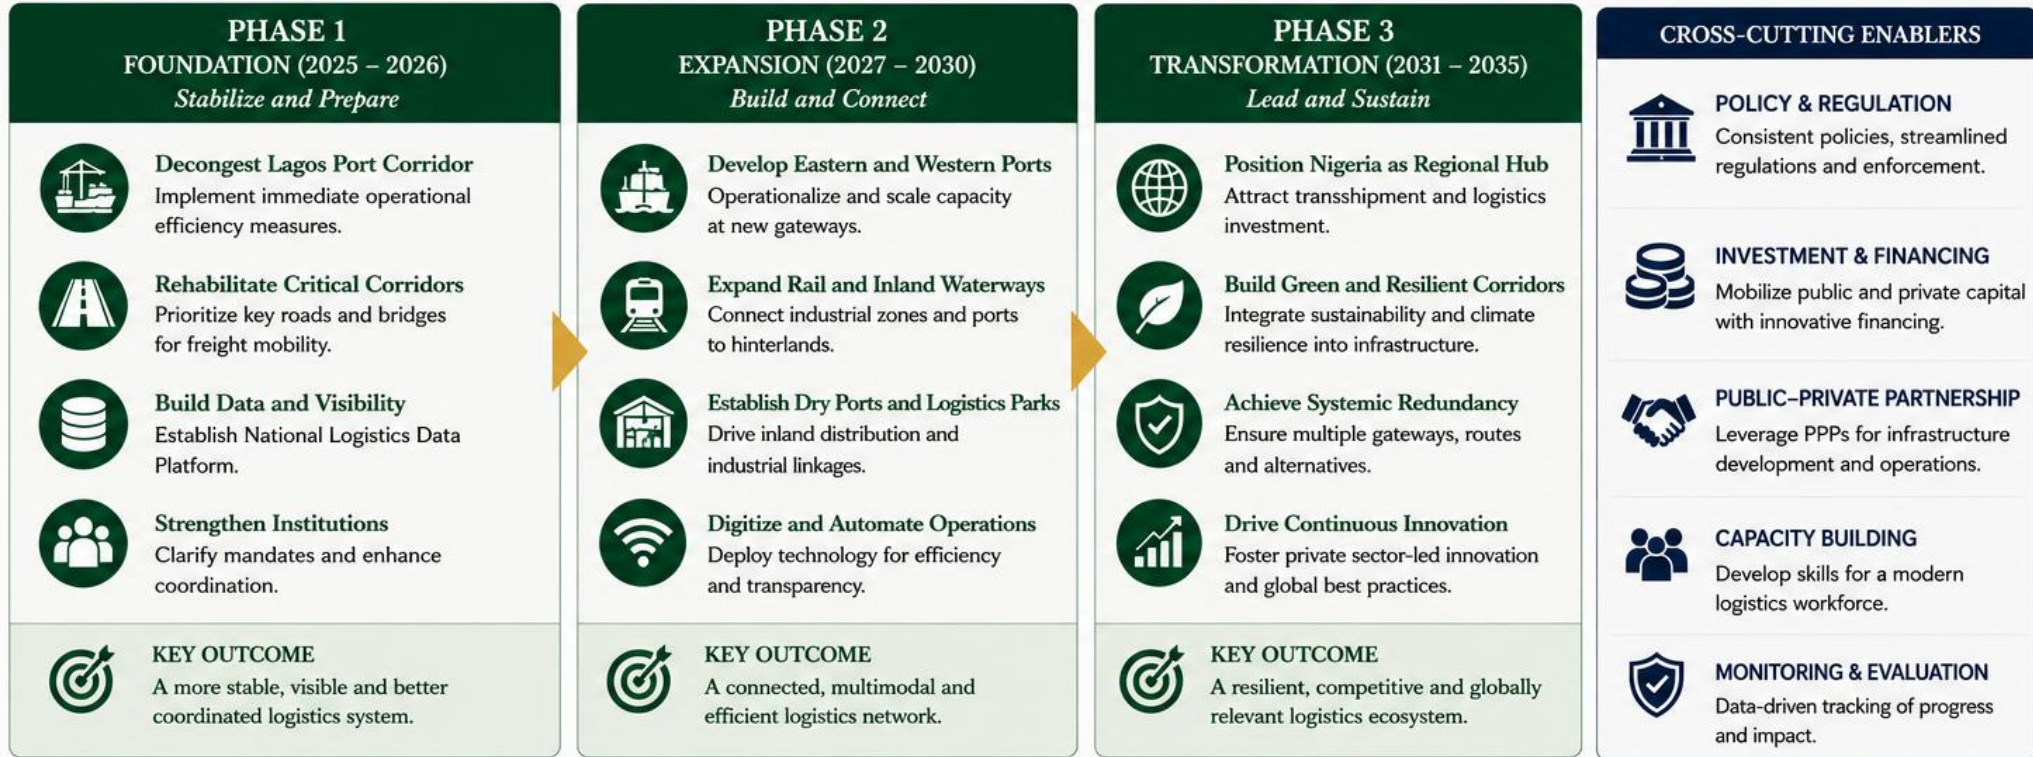 PHASE 1
FOUNDATION (2025 – 2026)
Stabilize and Prepare
Decongest Lagos Port Corridor
Implement immediate operational
efficiency measures.
Rehabilitate Critical Corridors
Prioritize key roads and bridges
for freight mobility.
Build Data and Visibility
Establish National Logistics Data
Platform.
Strengthen Institutions
Clarify mandates and enhance
coordination.
KEY OUTCOME
A more stable, visible and better
coordinated logistics system.
PHASE 2
EXPANSION (2027 – 2030)
Build and Connect
Develop Eastern and Western Ports
Operationalize and scale capacity
at new gateways.
Expand Rail and Inland Waterways
Connect industrial zones and ports
to hinterlands.
Establish Dry Ports and Logistics Parks
Drive inland distribution and
industrial linkages.
Digitize and Automate Operations
Deploy technology for efficiency
and transparency.
KEY OUTCOME
A connected, multimodal and
efficient logistics network.
PHASE 3
TRANSFORMATION (2031 – 2035)
Lead and Sustain
Position Nigeria as Regional Hub
Attract transshipment and logistics
investment.
Build Green and Resilient Corridors
Integrate sustainability and climate
resilience into infrastructure.
Achieve Systemic Redundancy
Ensure multiple gateways, routes
and alternatives.
Drive Continuous Innovation
Foster private sector-led innovation
and global best practices.
KEY OUTCOME
A resilient, competitive and globally
relevant logistics ecosystem.
CROSS-CUTTING ENABLERS
POLICY & REGULATION
Consistent policies, streamlined
regulations and enforcement.
INVESTMENT & FINANCING
Mobilize public and private capital
with innovative financing.
PUBLIC–PRIVATE PARTNERSHIP
Leverage PPPs for infrastructure
development and operations.
CAPACITY BUILDING
Develop skills for a modern
logistics workforce.
MONITORING & EVALUATION
Data-driven tracking of progress
and impact.